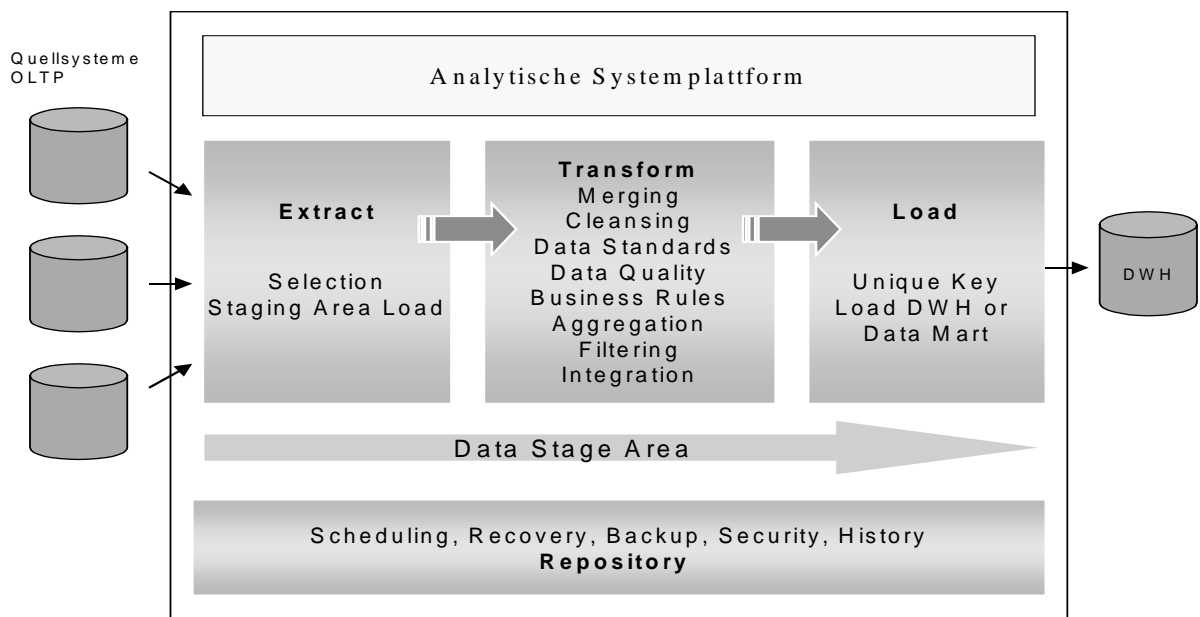 Quellsysteme
OLTP
Analytische Systemplattform
Extract
Selection
Staging Area Load
Transform
Merging
Cleansing
Data Standards
Data Quality
Business Rules
Aggregation
Filtering
Integration
Load
Unique Key
Load DWH or
Data Mart
DWH
Data Stage Area
Scheduling, Recovery, Backup, Security, History
Repository